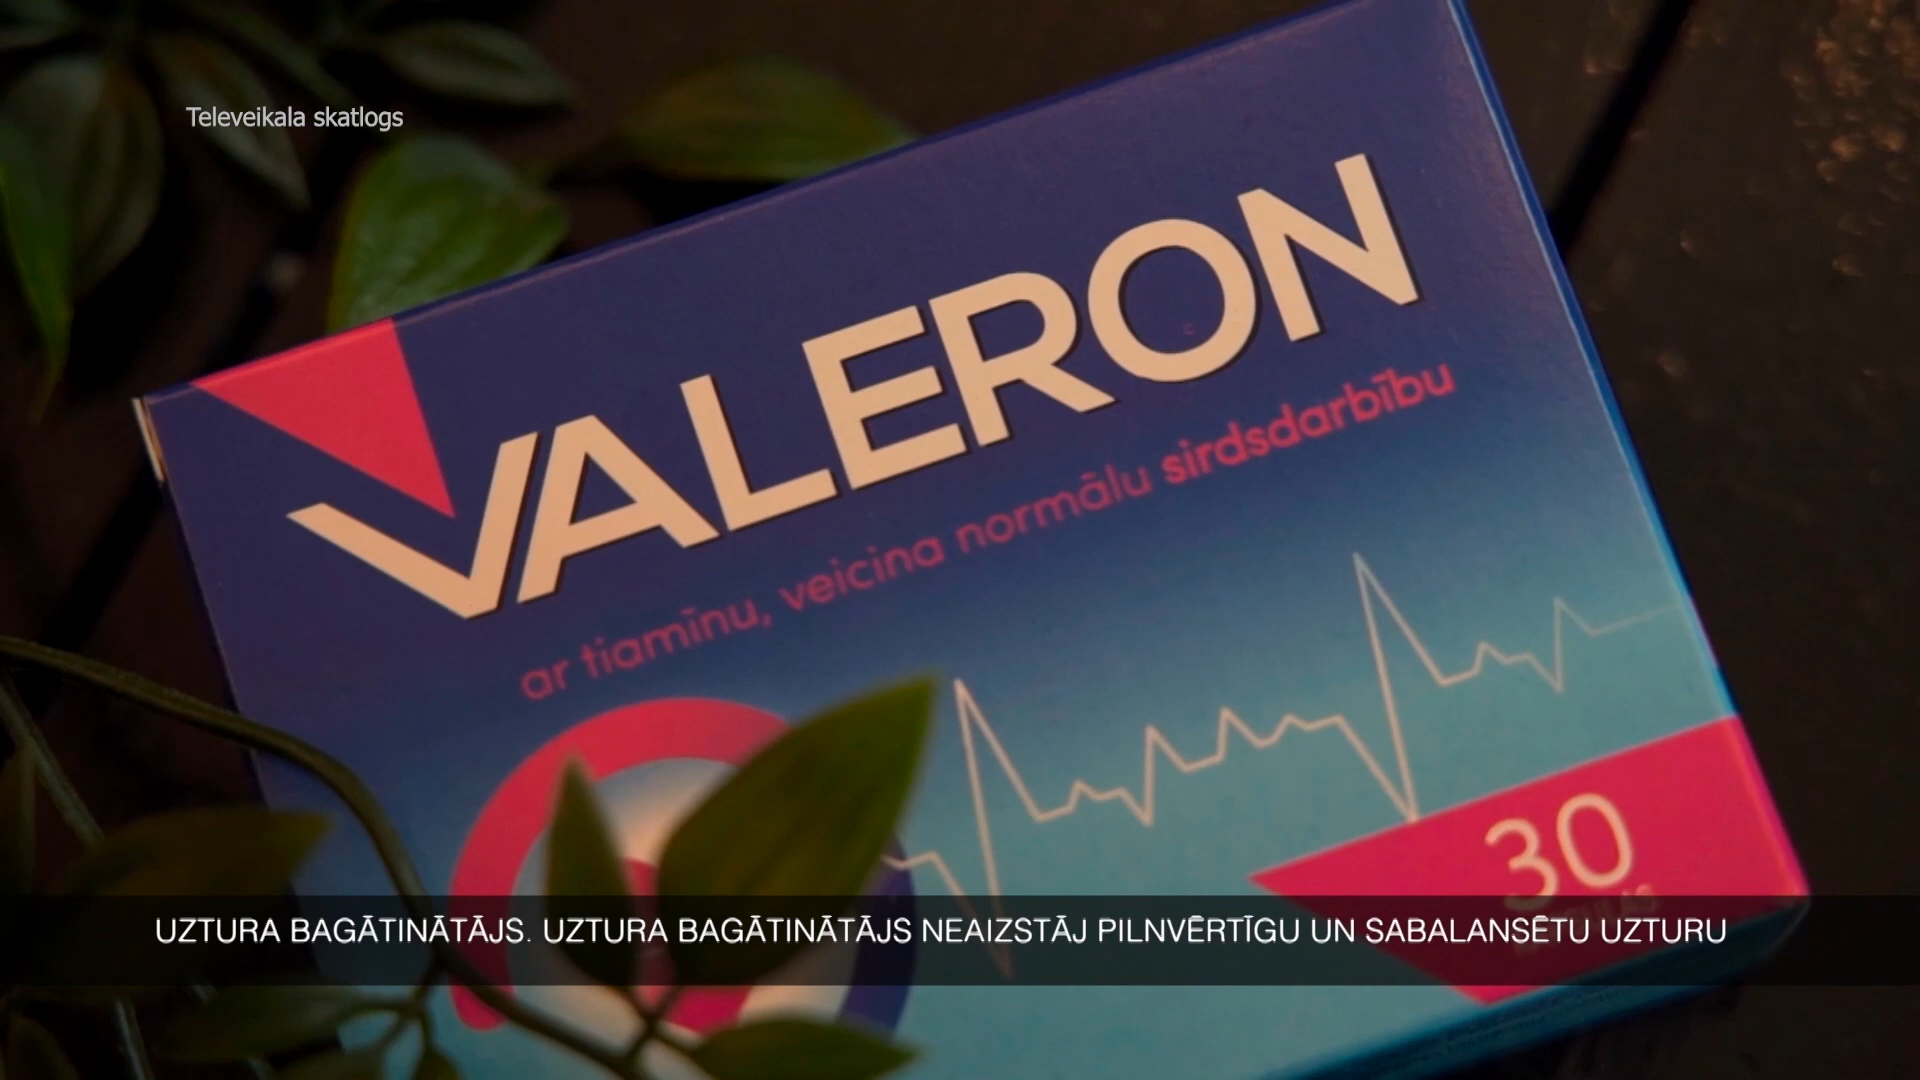 Televeikala skatlogs
VALERON
ar tiamīnu, veicina normālu sirdsdarbību
30
UZTURA BAGĀTINĀTĀJS. UZTURA BAGĀTINĀTĀJS NEAIZSTĀJ PILNVĒRTĪGU UN SABALANSĒTU UZTURU